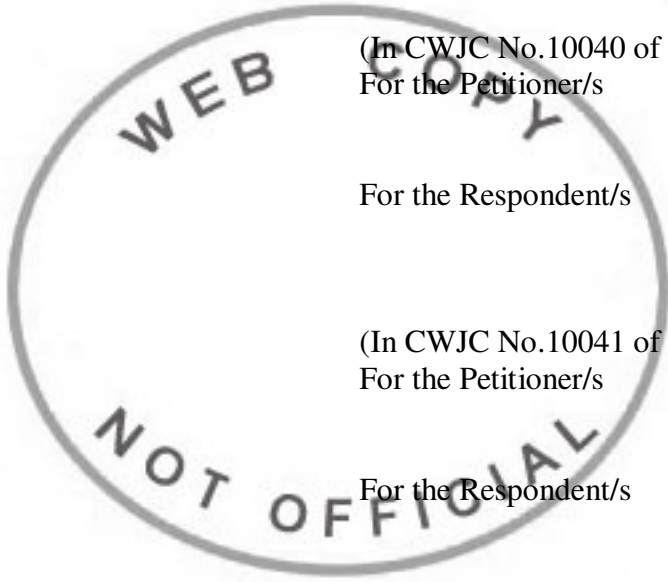 WEB COPY
(In CWJC No.10040 of
For the Petitioner/s
For the Respondent/s
(In CWJC No.10041 of
For the Petitioner/s
For the Respondent/s
NOT OFFICIAL